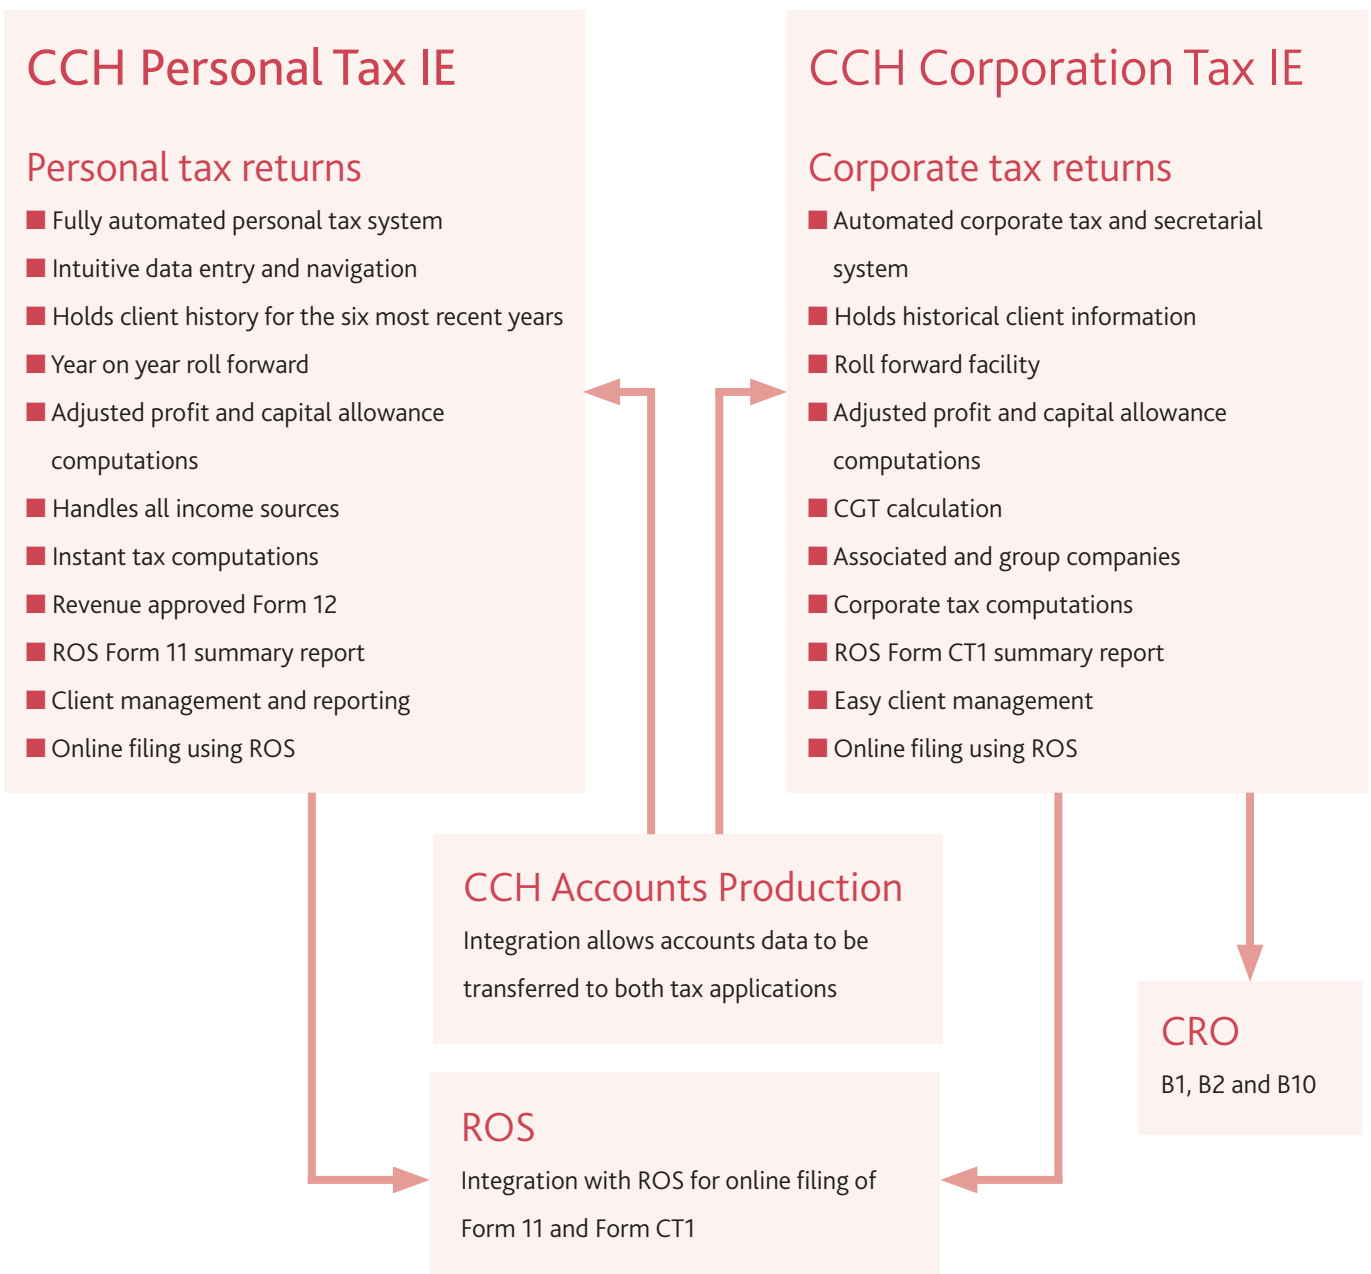 CCH Personal Tax IE
Personal tax returns
Fully automated personal tax system
Intuitive data entry and navigation
Holds client history for the six most recent years
Year on year roll forward
Adjusted profit and capital allowance
computations
Handles all income sources
Instant tax computations
Revenue approved Form 12
ROS Form 11 summary report
Client management and reporting
Online filing using ROS
CCH Corporation Tax IE
Corporate tax returns
Automated corporate tax and secretarial
system
Holds historical client information
Roll forward facility
Adjusted profit and capital allowance
computations
CGT calculation
Associated and group companies
Corporate tax computations
ROS Form CT1 summary report
Easy client management
Online filing using ROS
CCH Accounts Production
Integration allows accounts data to be
transferred to both tax applications
CRO
B1, B2 and B10
ROS
Integration with ROS for online filing of
Form 11 and Form CT1